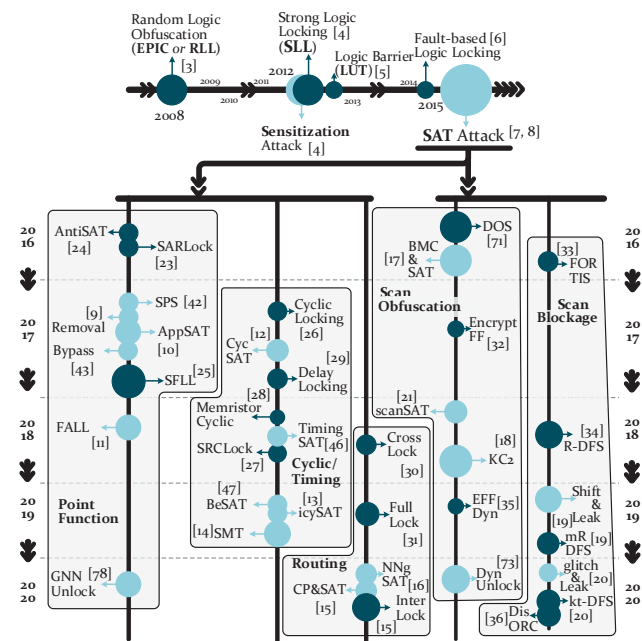 Random Logic
Obfuscation
(EPIC or RLL)
[3]
Strong Logic
Locking [4]
(SLL)
Logic Barrier
(LUT) [5]
Fault-based [6]
Logic Locking
2008
2009
2010
2011
2012
2013
2014
2015
Sensitization
Attack [4]
SAT Attack [7, 8]
20
16
20
17
20
18
20
19
20
20
AntiSAT
[24]
SARLock
[23]
SPS [42]
[9]
Removal
AppSAT
[10]
Bypass
[43]
[25]
SFLL
FALL
[11]
Point
Function
GNN [78]
Unlock
Cyclic
Locking
[26]
[12]
Cyc
SAT
[29]
Delay
Locking
[28]
Memristor
Cyclic
Timing
SAT [46]
SRCLock
[27]
Cyclic/
Timing
[47]
BeSAT
[13]
icySAT
[14] SMT
Cross
Lock
[30]
Full
Lock
[31]
Routing
NNg
SAT
[16]
CP&SAT
[15]
Inter
Lock
[15]
DOS
[71]
BMC
[17] &
SAT
Scan
Obfuscation
Encrypt
FF
[32]
[21]
scanSAT
[18]
KC2
EFF [35]
Dyn
[73]
Dyn
Unlock
[33]
FOR
TIS
Scan
Blockage
[34]
R-DFS
Shift
&
Leak
[19]
mR [19]
DFS
glitch
& [20]
Leak
kt-DFS
[20]
Dis
[36] ORC
20
16
20
17
20
18
20
19
20
20